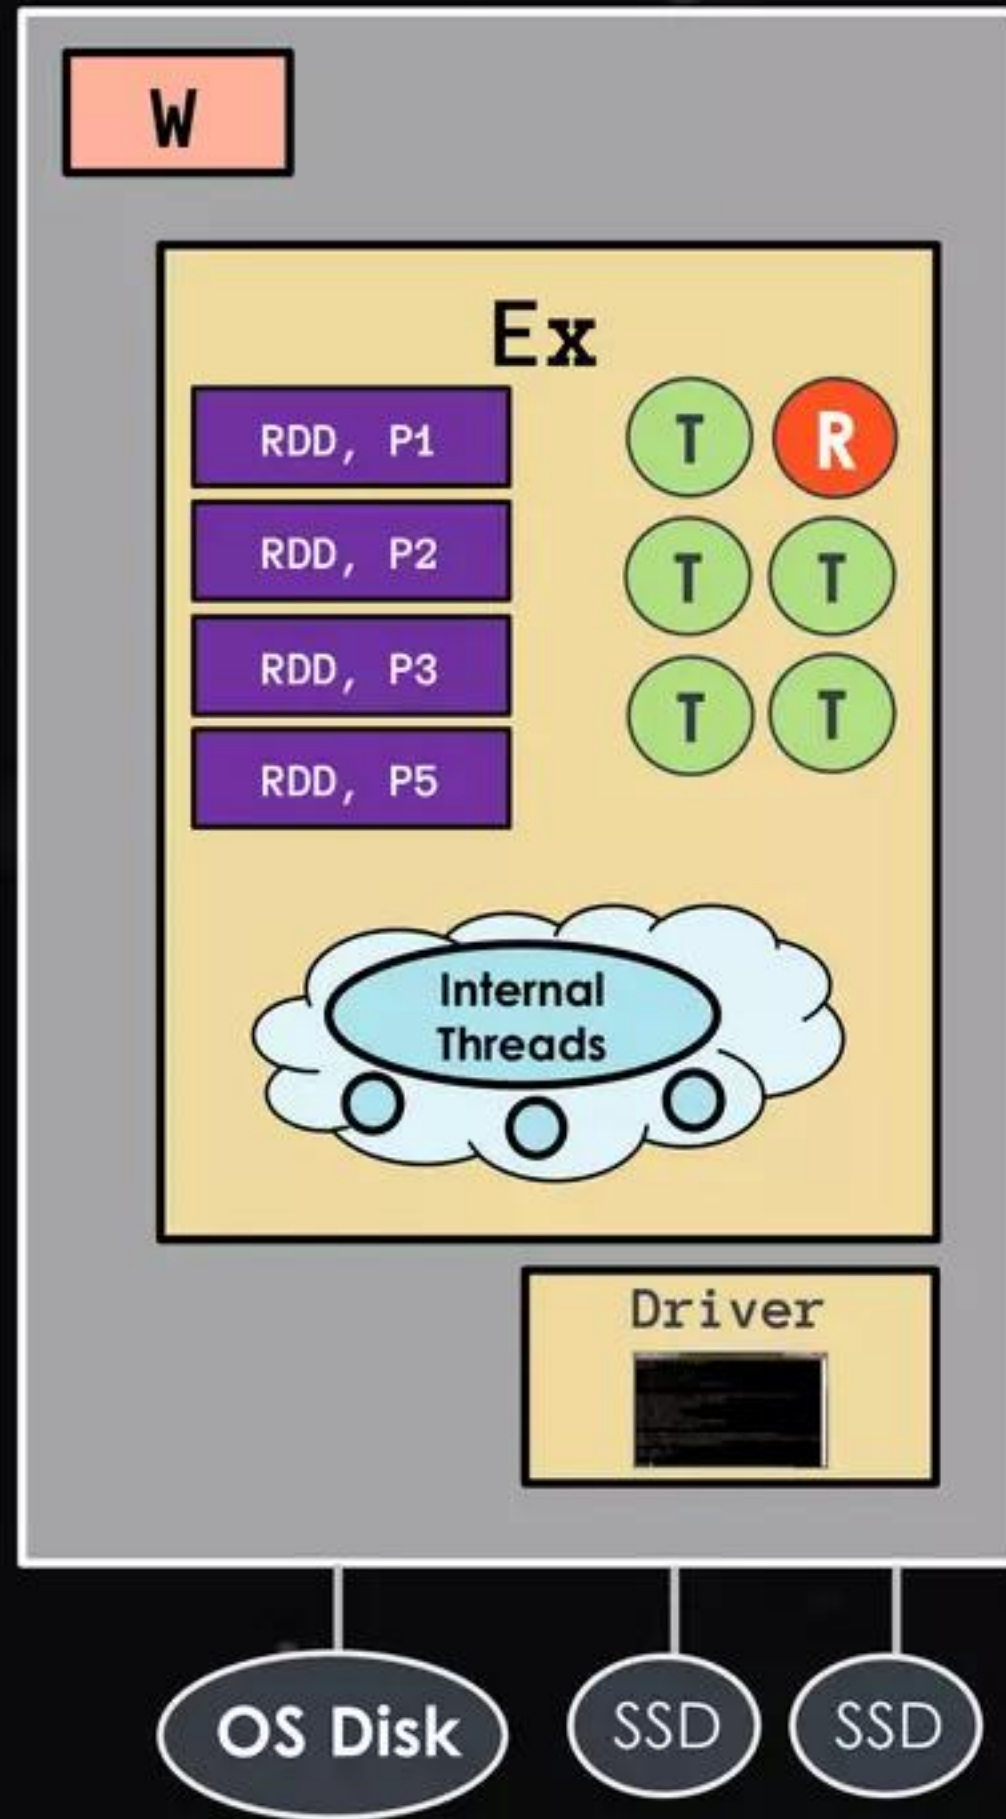 W
Ex
RDD, P1
T
R
RDD, P2
T
T
RDD, P3
T
T
RDD, P5
Internal
Threads
Driver
OS Disk
SSD
SSD